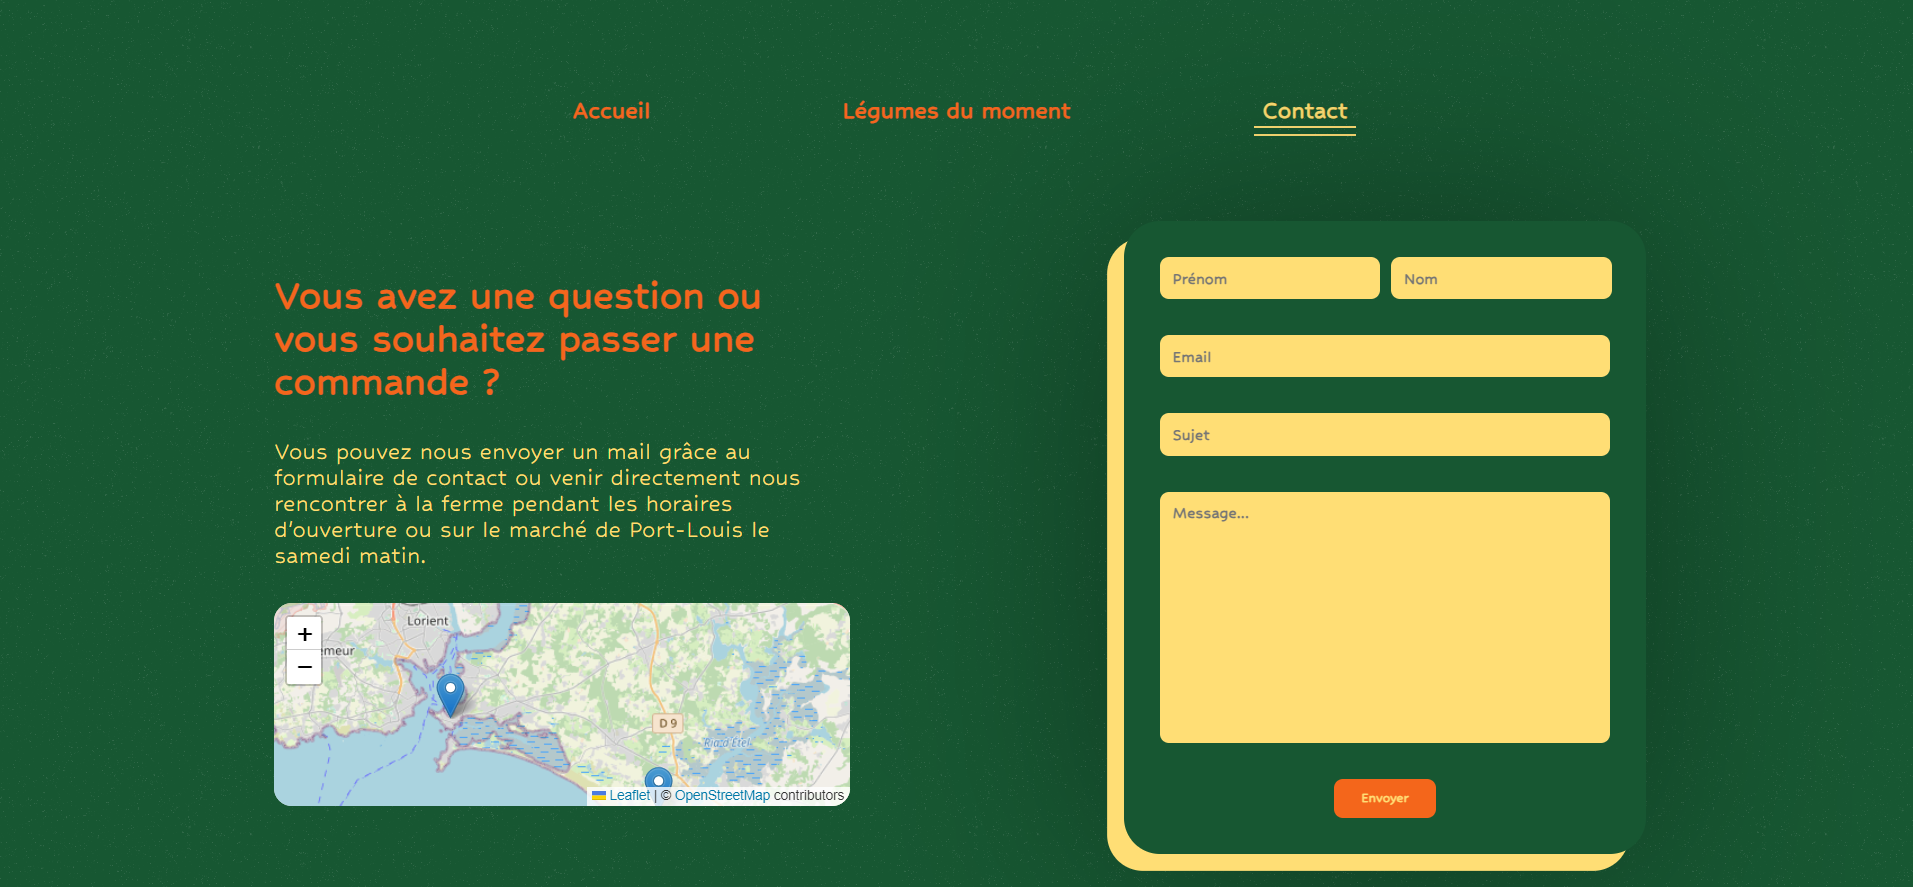 Accueil
Légumes du moment
Contact
Vous avez une question ou
vous souhaitez passer une
commande ?
Vous pouvez nous envoyer un mail grâce au
formulaire de contact ou venir directement nous
rencontrer à la ferme pendant les horaires
d’ouverture ou sur le marché de Port-Louis le
samedi matin.
+
−
Lorient
emeur
D 9
Ria d'Étel
Leaflet | © OpenStreetMap contributors
Prénom
Nom
Email
Sujet
Message...
Envoyer